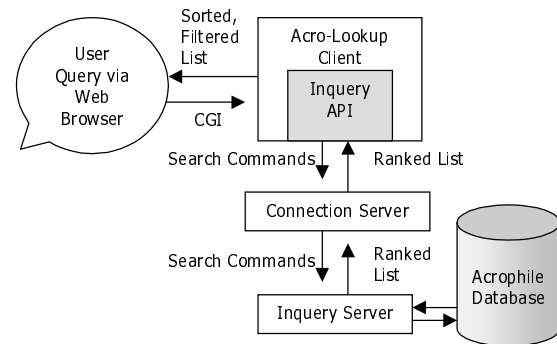 Sorted,
Filtered
List
User
Query via
Web
Browser
CGI
Acro-Lookup
Client
Inquery
API
Search Commands
Ranked List
Connection Server
Search Commands
Ranked
List
Inquery Server
Acrophile
Database